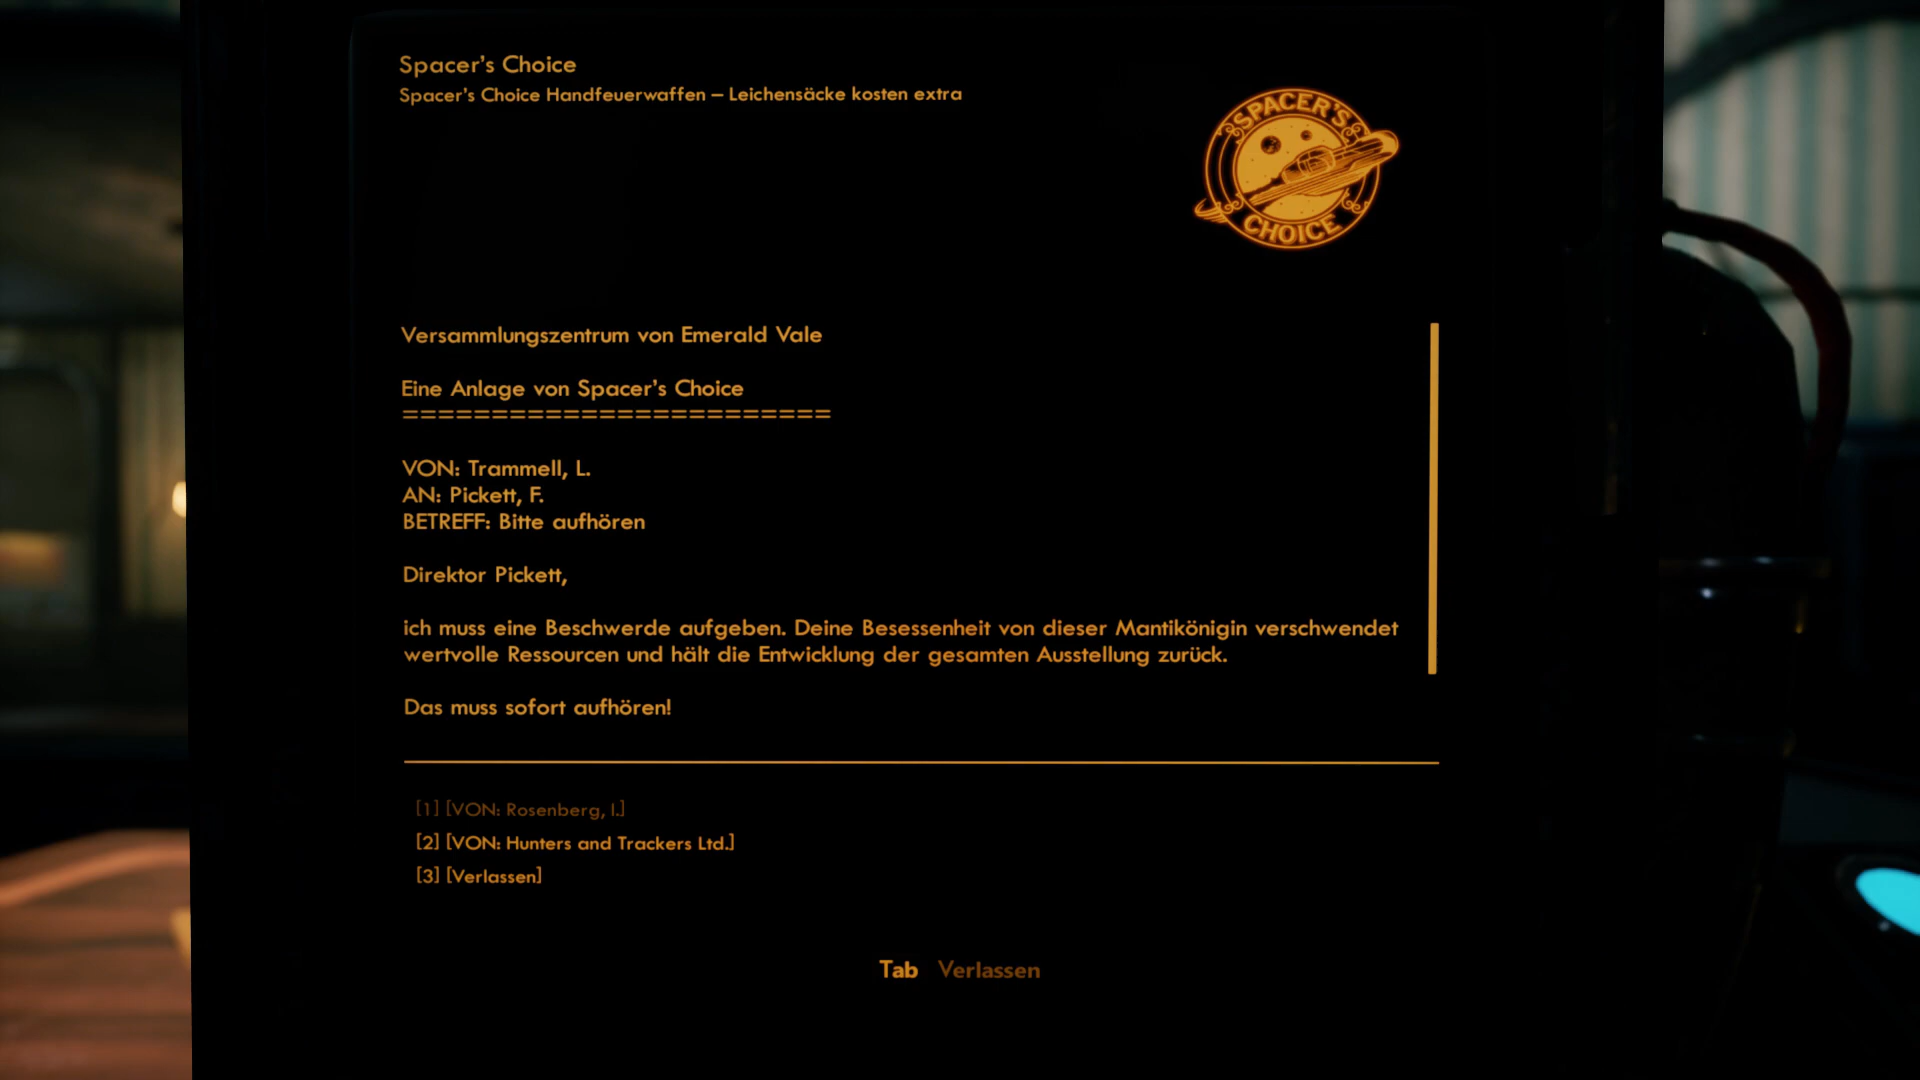 Spacer's Choice
Spacer's Choice Handfeuerwaffen – Leichensäcke kosten extra
SPACER'S
CHOICE
Versammlungszentrum von Emerald Vale
Eine Anlage von Spacer's Choice
========================
VON: Trammell, L.
AN: Pickett, F.
BETREFF: Bitte aufhören
Direktor Pickett,
ich muss eine Beschwerde aufgeben. Deine Besessenheit von dieser Mantikönigin verschwendet
wertvolle Ressourcen und hält die Entwicklung der gesamten Ausstellung zurück.
Das muss sofort aufhören!
[1] [VON: Rosenberg, I.]
[2] [VON: Hunters and Trackers Ltd.]
[3] [Verlassen]
Tab Verlassen